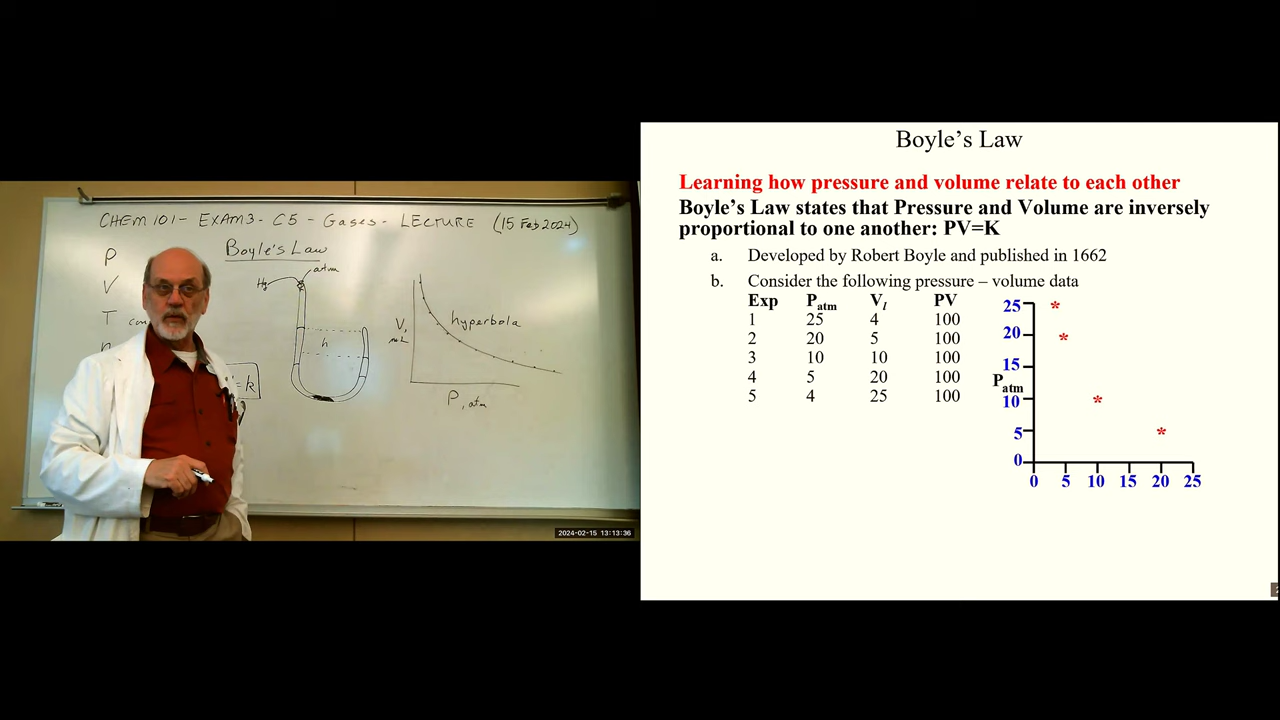 CHEM 101 - EXAM 3 - C5 - Gases - LECTURE (15 Feb 2024)
Boyle's Law
P
V
T con
n
= k
Hg
atm
h
V,
mL
hyperbola
P, atm
2024-02-15 13:13:36
Boyle's Law
Learning how pressure and volume relate to each other
Boyle's Law states that Pressure and Volume are inversely
proportional to one another: PV=K
a. Developed by Robert Boyle and published in 1662
b. Consider the following pressure – volume data
Exp Patm Vl PV
1 25 4 100
2 20 5 100
3 10 10 100
4 5 20 100
5 4 25 100
25
20
15
Patm
10
5
0
0 5 10 15 20 25